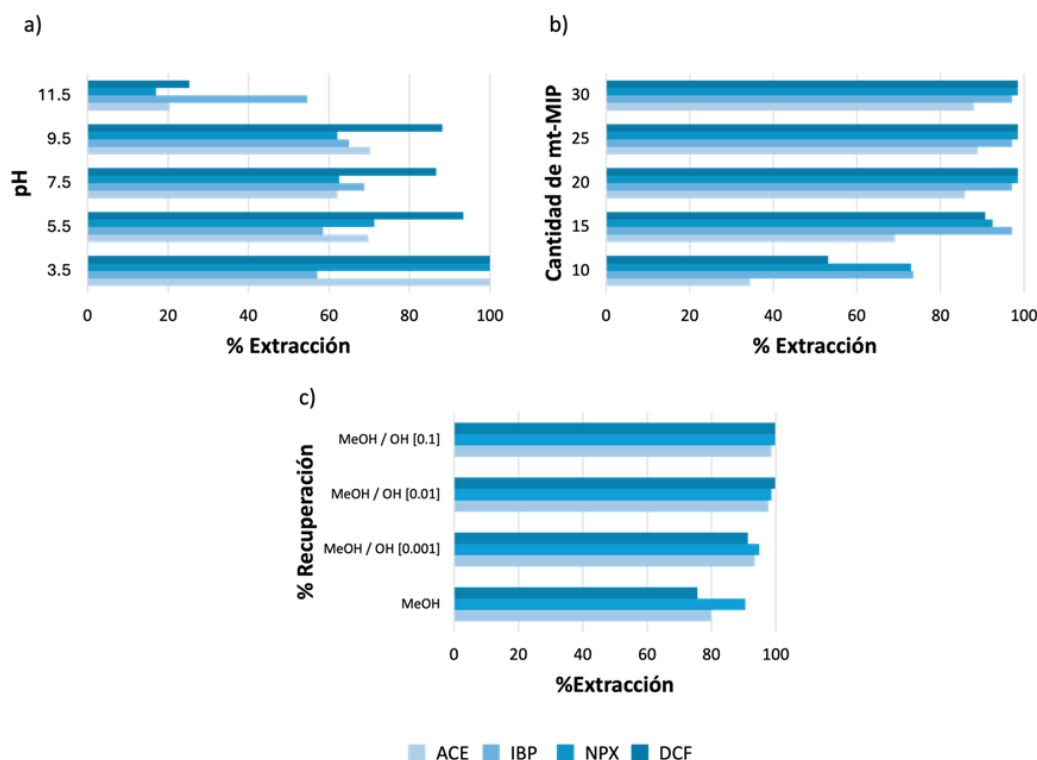 a)
pH
11.5
9.5
7.5
5.5
3.5
0 20 40 60 80 100
% Extracción
b)
Cantidad de mt-MIP
30
25
20
15
10
0 20 40 60 80 100
% Extracción
c)
% Recuperación
MeOH / OH [0.1]
MeOH / OH [0.01]
MeOH / OH [0.001]
MeOH
0 20 40 60 80 100
%Extracción
ACE IBP NPX DCF